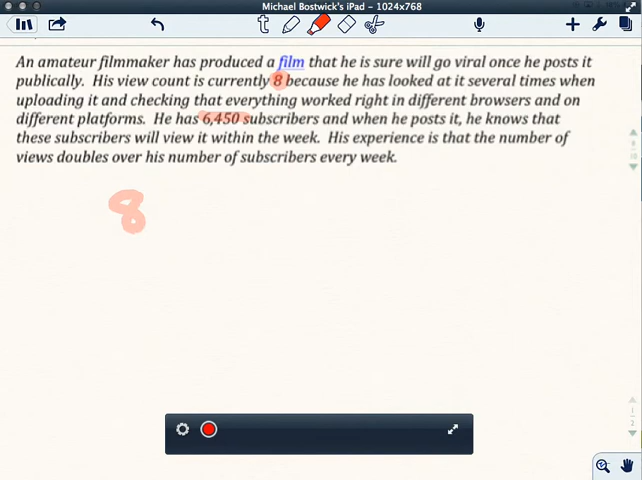 Michael Bostwick's iPad - 1024x768
An amateur filmmaker has produced a film that he is sure will go viral once he posts it
publically. His view count is currently 8 because he has looked at it several times when
uploading it and checking that everything worked right in different browsers and on
different platforms. He has 6,450 subscribers and when he posts it, he knows that
these subscribers will view it within the week. His experience is that the number of
views doubles over his number of subscribers every week.
8